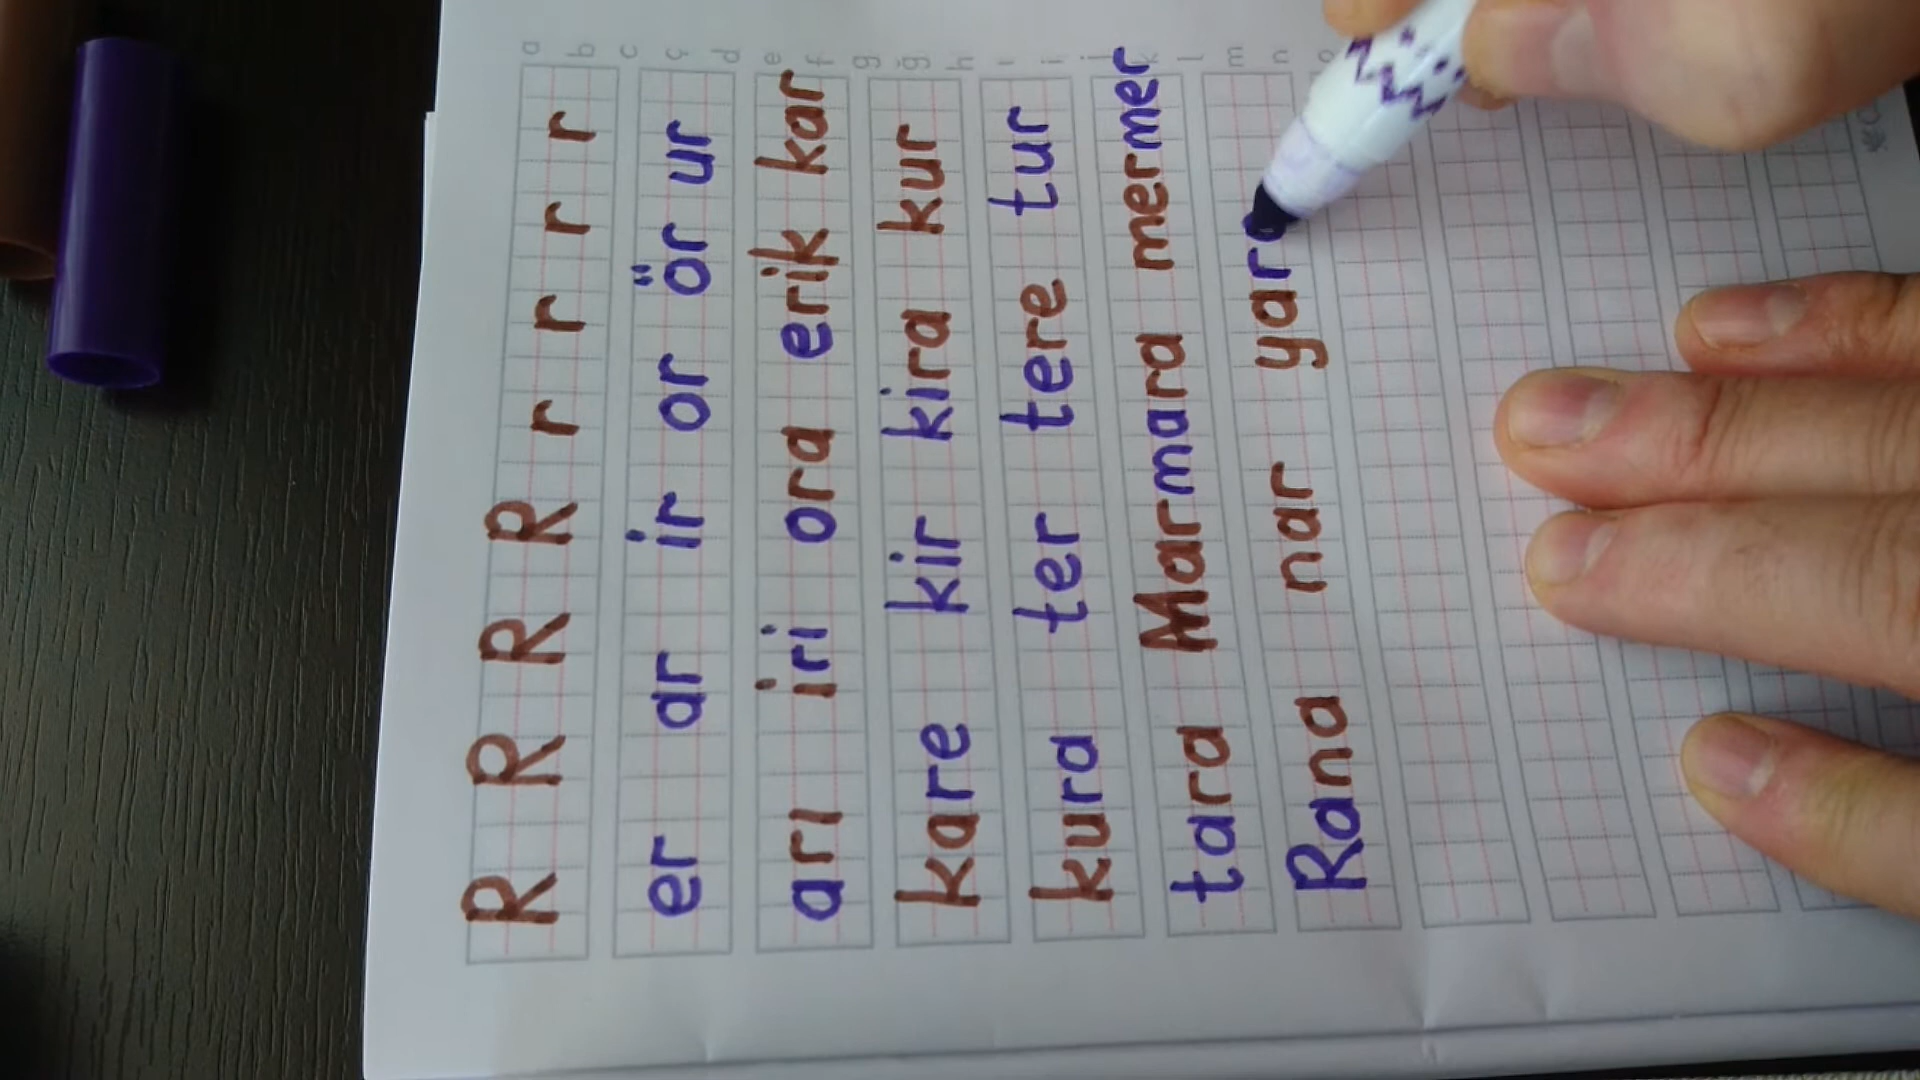 a b c ç d e f g ğ h ı i j k l m n o
R R R R r r r r
er ar ir or ör ur
arı iri ora erik kar
kare kir kira kur
kura ter tere tur
tara Marmara mermer
Rana nar